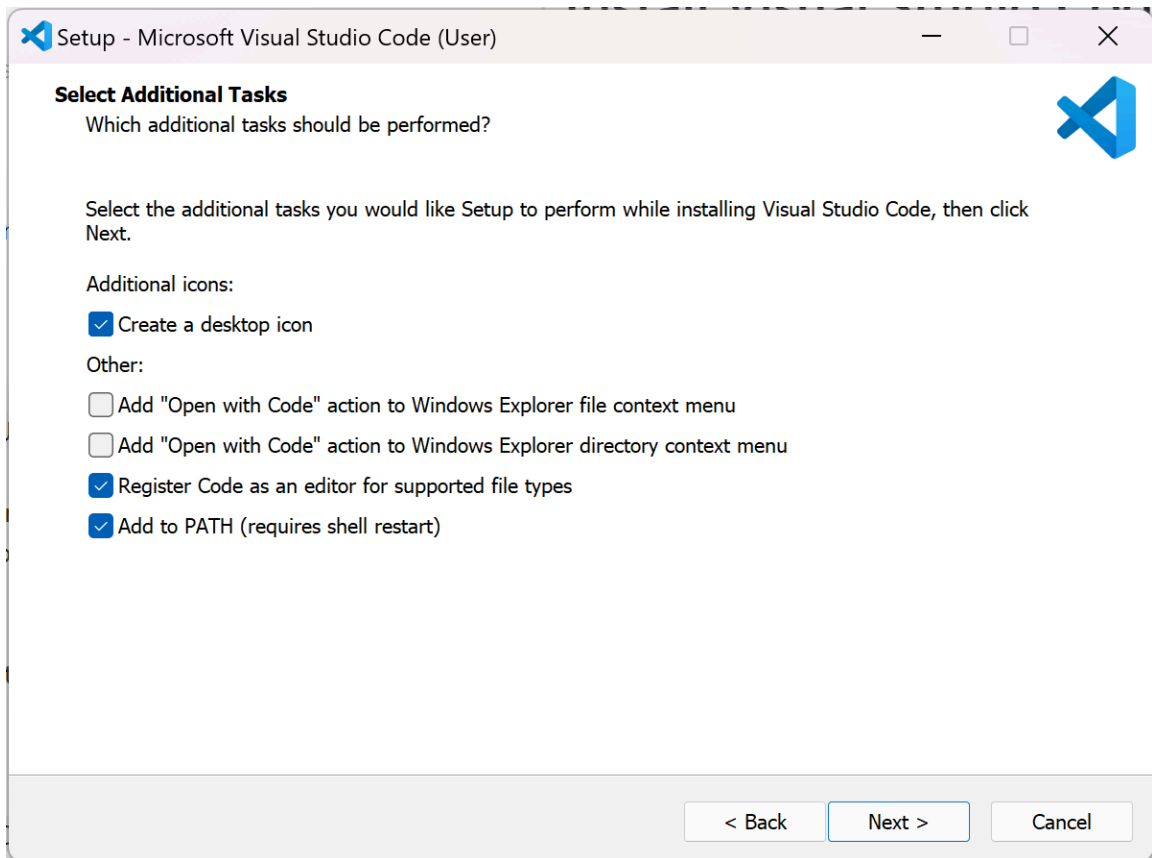 Setup - Microsoft Visual Studio Code (User)
Select Additional Tasks
Which additional tasks should be performed?
Select the additional tasks you would like Setup to perform while installing Visual Studio Code, then click
Next.
Additional icons:
Create a desktop icon
Other:
Add "Open with Code" action to Windows Explorer file context menu
Add "Open with Code" action to Windows Explorer directory context menu
Register Code as an editor for supported file types
Add to PATH (requires shell restart)
< Back
Next >
Cancel